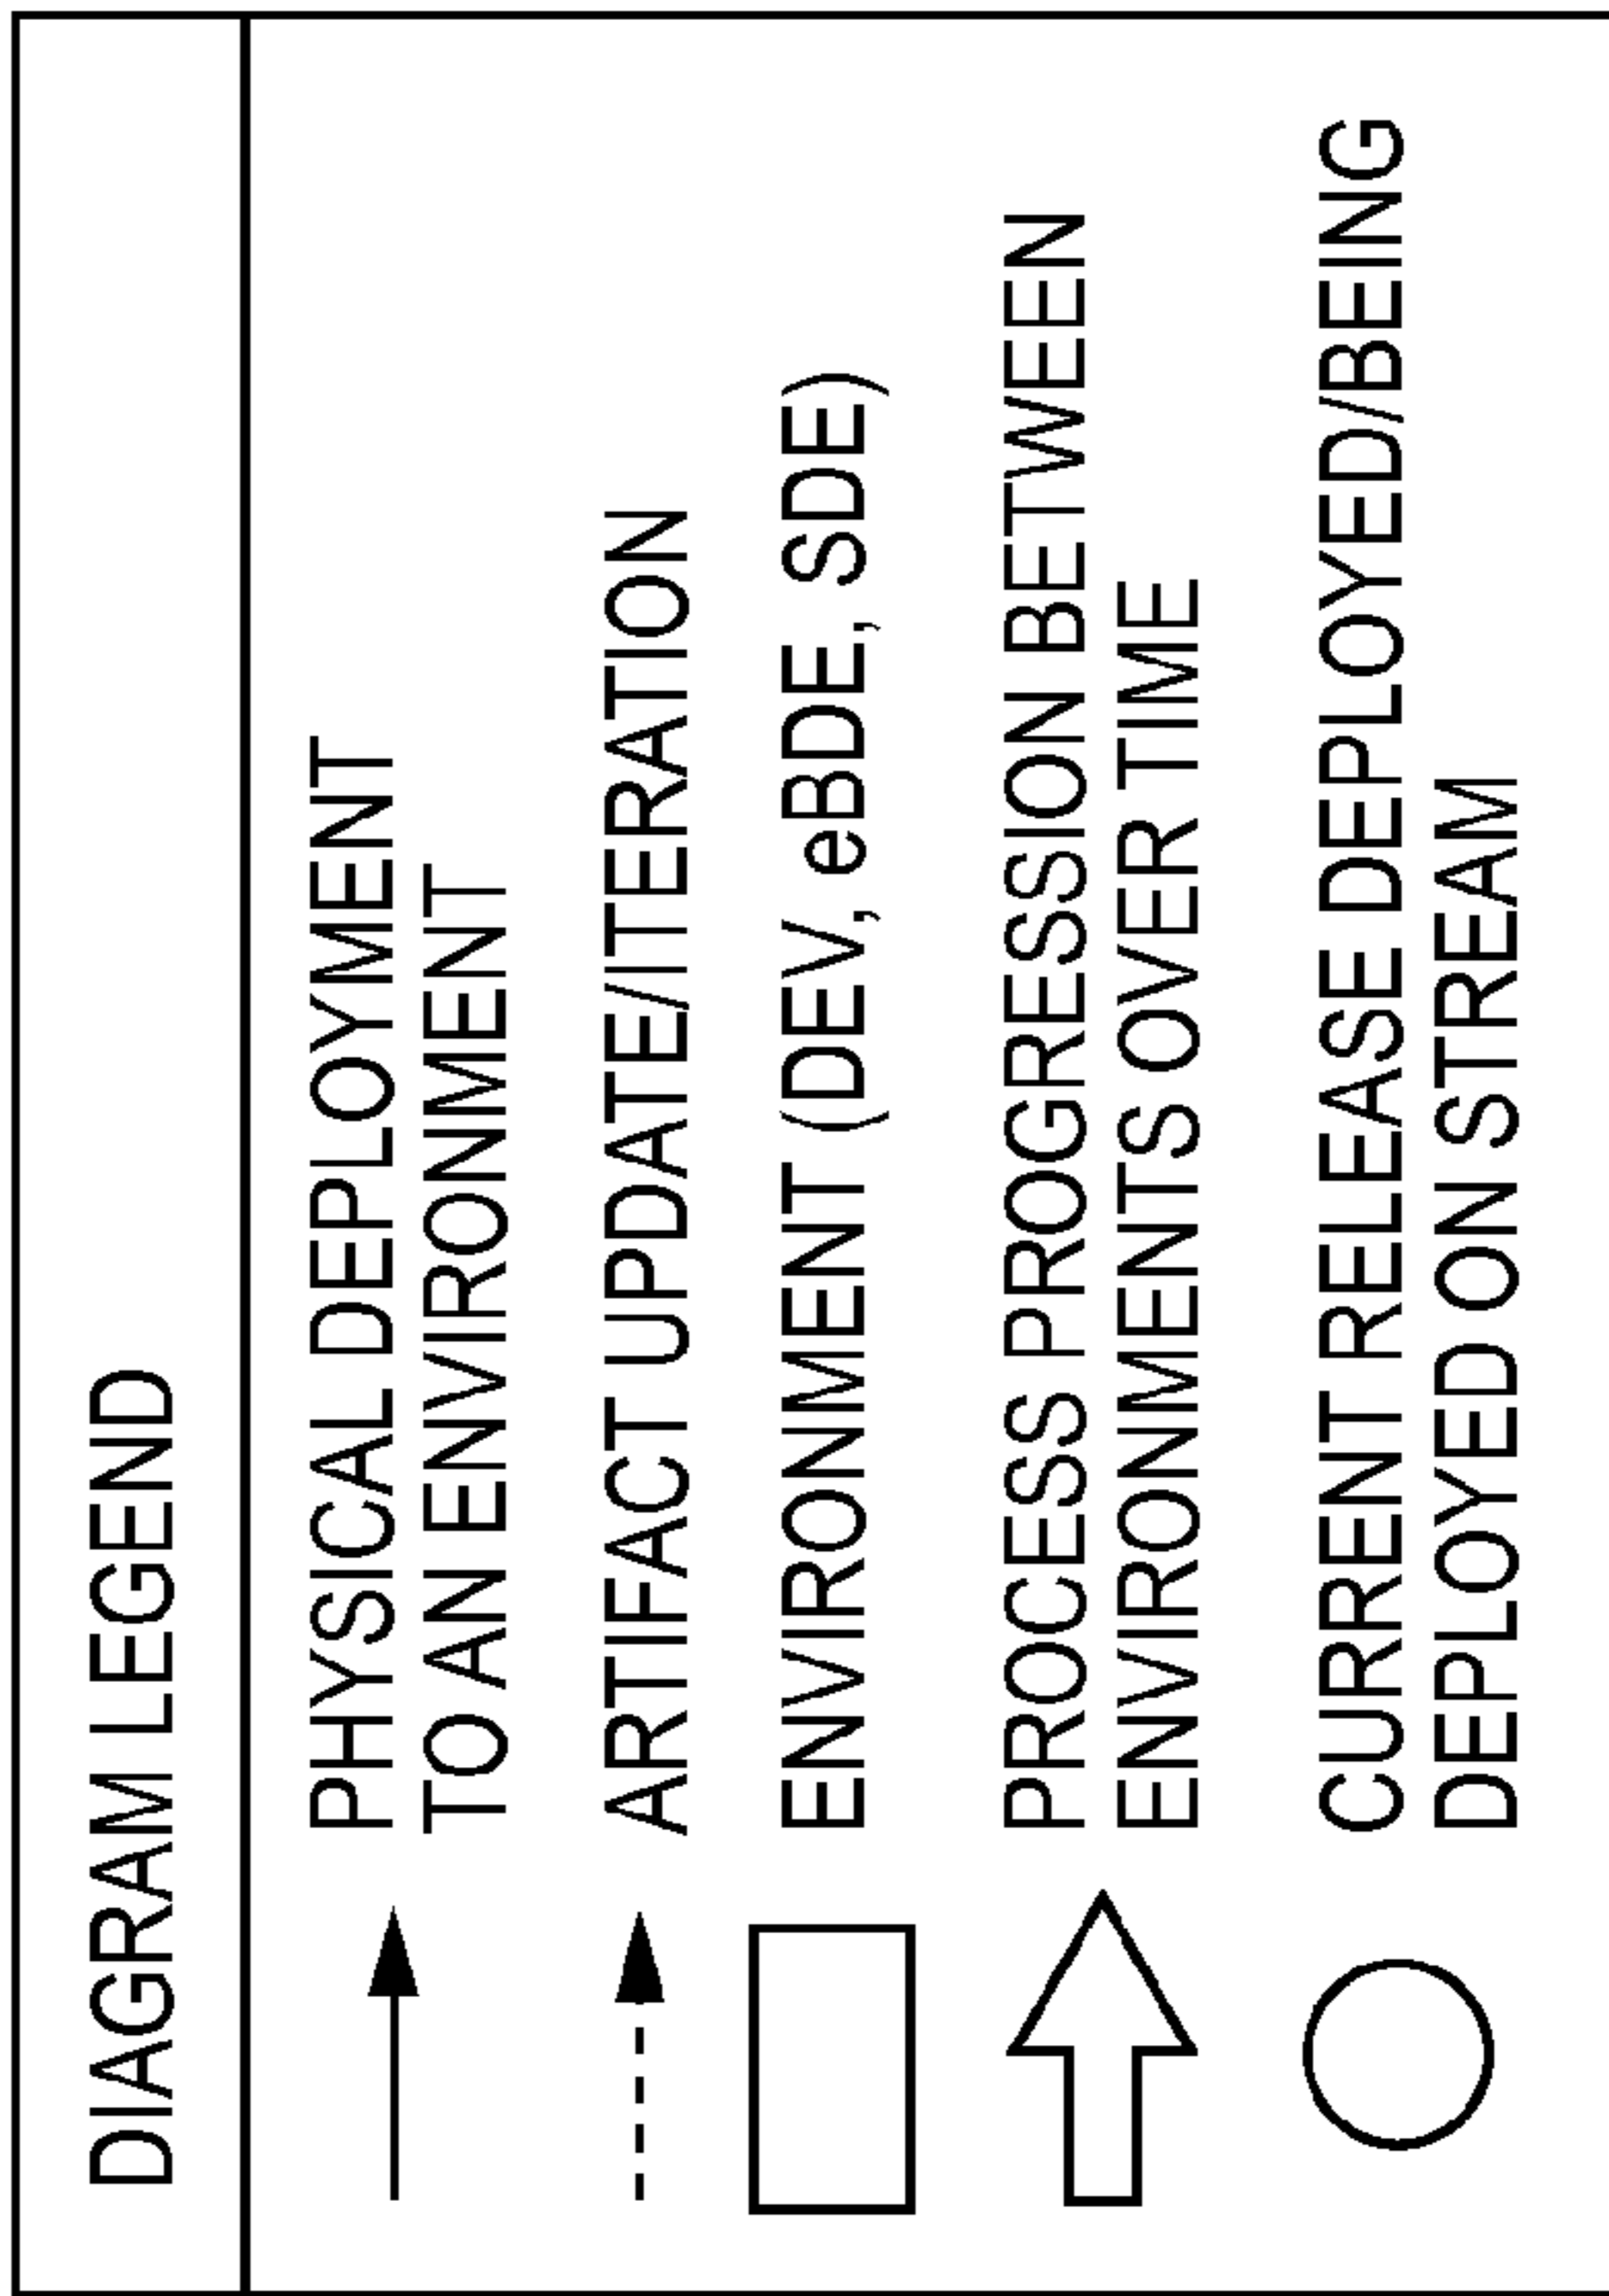 DIAGRAM LEGEND
PHYSICAL DEPLOYMENT
TO AN ENVIRONMENT
ARTIFACT UPDATE/ITERATION
ENVIRONMENT (DEV, eBDE, SDE)
PROCESS PROGRESSION BETWEEN
ENVIRONMENTS OVER TIME
CURRENT RELEASE DEPLOYED/BEING
DEPLOYED ON STREAM